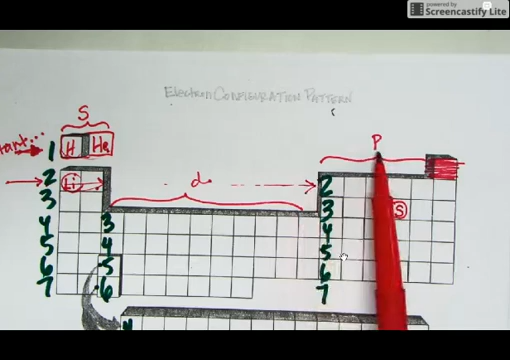 powered by
Screencastify Lite
Electron Configuration Pattern
S
P
1 H He
2 Li d 2
3 3 S
4 3 4
5 4 5
6 5 6
7 6 7
4